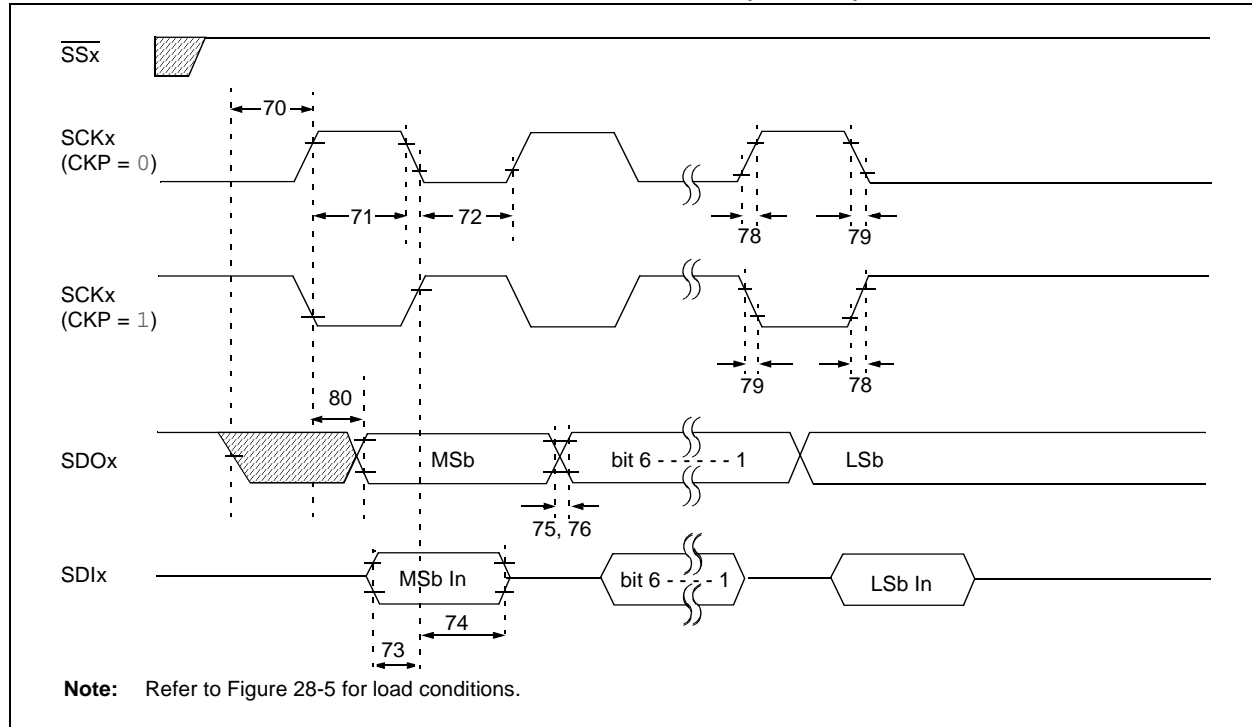 SSx
70
SCKx
(CKP = 0)
71
72
78
79
SCKx
(CKP = 1)
79
78
80
SDOx
MSb
bit 6 - - - - - - 1
LSb
75, 76
SDIx
MSb In
bit 6 - - - - 1
LSb In
74
73
Note: Refer to Figure 28-5 for load conditions.